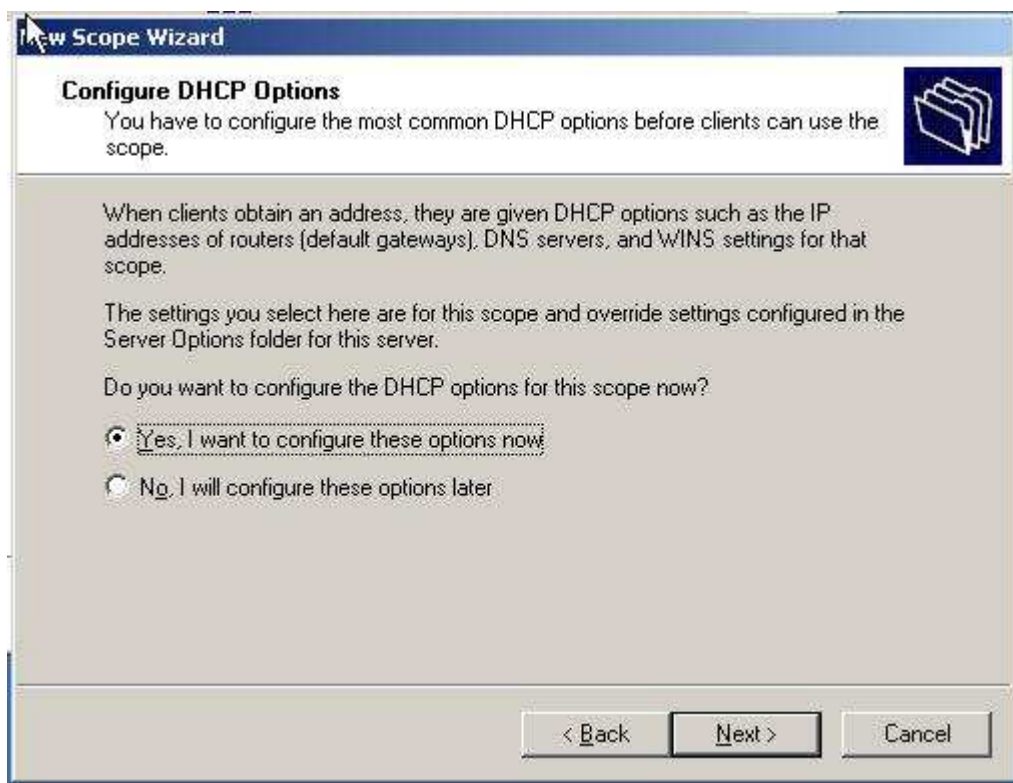 New Scope Wizard
Configure DHCP Options
You have to configure the most common DHCP options before clients can use the
scope.
When clients obtain an address, they are given DHCP options such as the IP
addresses of routers (default gateways), DNS servers, and WINS settings for that
scope.
The settings you select here are for this scope and override settings configured in the
Server Options folder for this server.
Do you want to configure the DHCP options for this scope now?
Yes, I want to configure these options now
No, I will configure these options later
< Back
Next >
Cancel